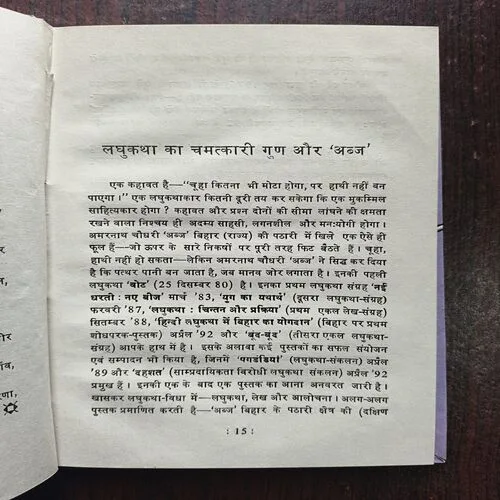 लघुकथा का चमत्कारी गुण और ‘अब्ज’
एक कहावत है—‘‘चूहा कितना भी मोटा होगा, पर हाथी नहीं बन
पाएगा।’’ एक लघुकथाकार कितनी दूरी तय कर सकेगा कि एक मुकम्मिल
साहित्यकार होगा ? कहावत और प्रश्न दोनों की सीमा लांघने की क्षमता
रखने वाला निश्चय ही अदम्य साहसी, लगनशील और मनःयोगी होगा।
अमरनाथ चौधरी ‘अब्ज’ बिहार (राज्य) की पठारी में खिले एक ऐसे ही
फूल हैं—जो ऊपर के सारे निकषों पर पूरी तरह फिट बैठते हैं। चूहा,
हाथी नहीं हो सकता—लेकिन अमरनाथ चौधरी ‘अब्ज’ ने सिद्ध कर दिया
है कि पत्थर पानी बन जाता है, जब मानव जोर लगाता है। इनकी पहली
लघुकथा ‘वोट’ (25 दिसम्बर 80) है। इनका प्रथम लघुकथा संग्रह ‘नई
धरती : नए बीज’ मार्च ’83, ‘युग का यथार्थ’ (दूसरा लघुकथा-संग्रह)
फरवरी ’87, ‘लघुकथा : चिन्तन और प्रक्रिया’ (प्रथम एकल लेख-संग्रह)
सितम्बर ’88, ‘हिन्दी लघुकथा में बिहार का योगदान’ (बिहार पर प्रथम
शोधपरक-पुस्तक) अप्रैल ’92 और ‘बूंद-बूंद’ (तीसरा एकल लघुकथा-
संग्रह) आपके हाथ में है। इसके अलावा कई पुस्तकों का सफल संयोजन
एवं सम्पादन भी किया है, जिनमें ‘पगडंडिया’ (लघुकथा-संकलन) अप्रैल
’89 और ‘दहशत’ (साम्प्रदायिकता विरोधी लघुकथा संकलन) अप्रैल ’92
प्रमुख हैं। इनकी एक के बाद एक पुस्तक का आना अनवरत जारी है।
खासकर लघुकथा-विधा में—लघुकथा, लेख और आलोचना। अलग-अलग
पुस्तक प्रमाणित करती है—‘अब्ज’ बिहार के पठारी क्षेत्र की (दक्षिण
: 15 :